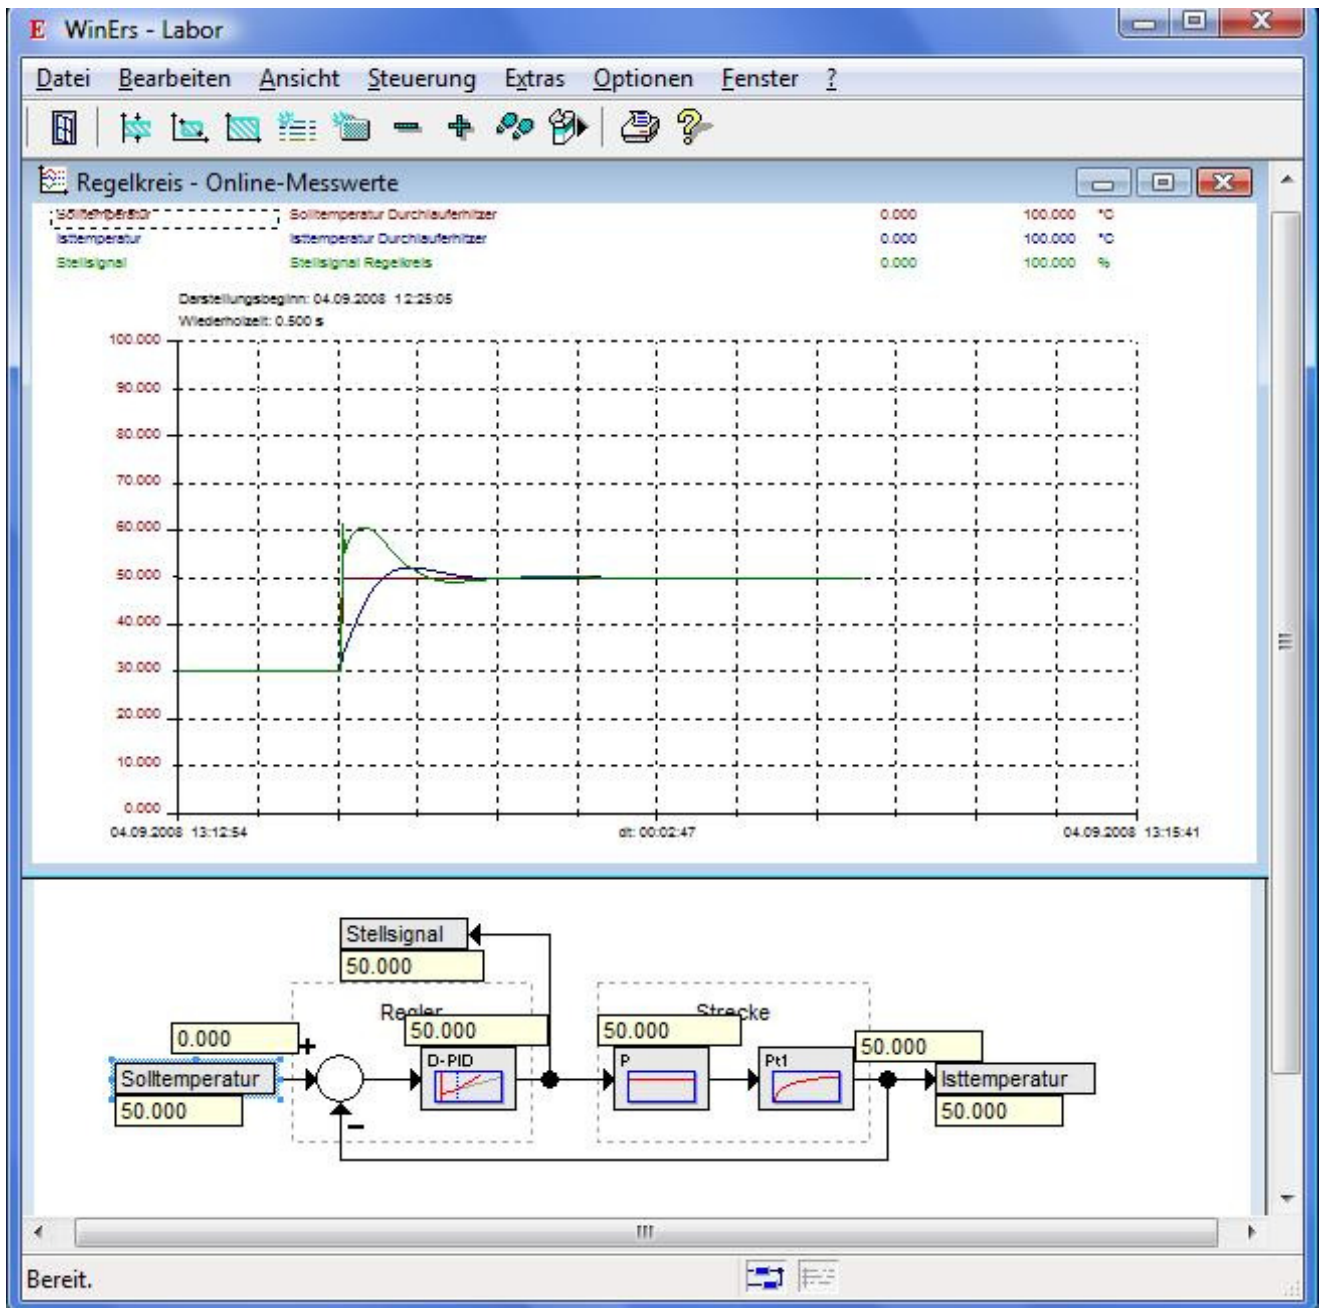 E WinErs - Labor
Datei Bearbeiten Ansicht Steuerung Extras Optionen Fenster ?
Regelkreis - Online-Messwerte
Solltemperatur Solltemperatur Durchlauferhitzer 0.000 100.000 °C
Isttemperatur Isttemperatur Durchlauferhitzer 0.000 100.000 °C
Stellsignal Stellsignal Regelkreis 0.000 100.000 %
Darstellungsbeginn: 04.09.2008 12:25:05
Wiederholzeit: 0.500 s
100.000
90.000
80.000
70.000
60.000
50.000
40.000
30.000
20.000
10.000
0.000
04.09.2008 13:12:54 dt: 00:02:47 04.09.2008 13:15:41
Stellsignal
50.000
Regler Strecke
0.000 + 50.000 50.000 50.000
D-PID P Pt1
Solltemperatur Isttemperatur
50.000 − 50.000
Bereit.